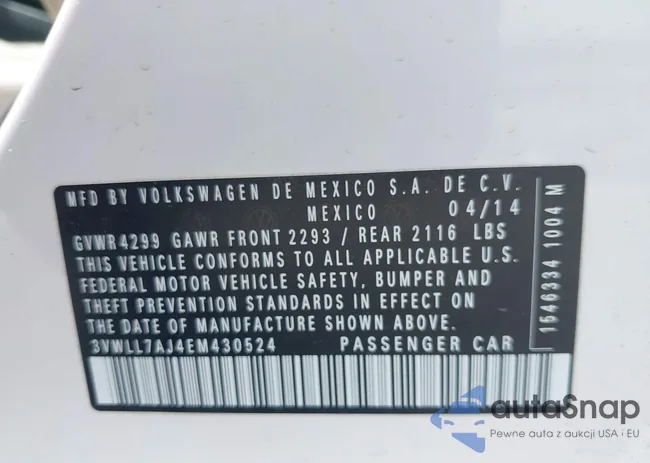 MFD BY VOLKSWAGEN DE MEXICO S.A. DE C.V.
MEXICO 04/14
GVWR4299 GAWR FRONT 2293 / REAR 2116 LBS
THIS VEHICLE CONFORMS TO ALL APPLICABLE U.S.
FEDERAL MOTOR VEHICLE SAFETY, BUMPER AND
THEFT PREVENTION STANDARDS IN EFFECT ON
THE DATE OF MANUFACTURE SHOWN ABOVE.
3VWLL7AJ4EM430524 PASSENGER CAR
1646334 1004 M
autoSnap
Pewne auta z aukcji USA i EU